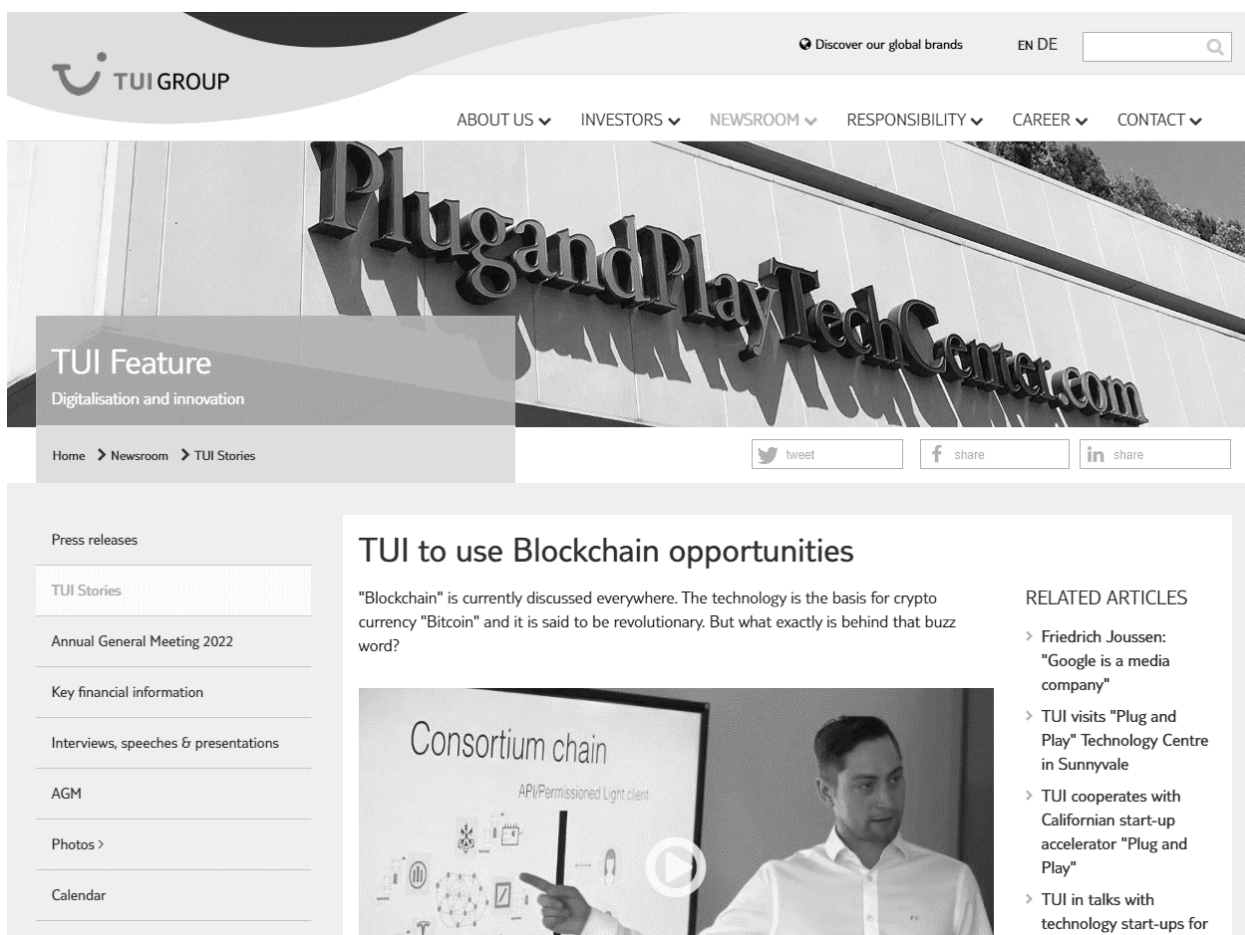 Discover our global brands
EN DE
TUI GROUP
ABOUT US
INVESTORS
NEWSROOM
RESPONSIBILITY
CAREER
CONTACT
PlugandPlayTechCenter.com
TUI Feature
Digitalisation and innovation
Home
Newsroom
TUI Stories
tweet
share
share
Press releases
TUI Stories
Annual General Meeting 2022
Key financial information
Interviews, speeches & presentations
AGM
Photos >
Calendar
TUI to use Blockchain opportunities
"Blockchain" is currently discussed everywhere. The technology is the basis for crypto
currency "Bitcoin" and it is said to be revolutionary. But what exactly is behind that buzz
word?
Consortium chain
API/Permissioned Light client
RELATED ARTICLES
Friedrich Joussen:
"Google is a media
company"
TUI visits "Plug and
Play" Technology Centre
in Sunnyvale
TUI cooperates with
Californian start-up
accelerator "Plug and
Play"
TUI in talks with
technology start-ups for